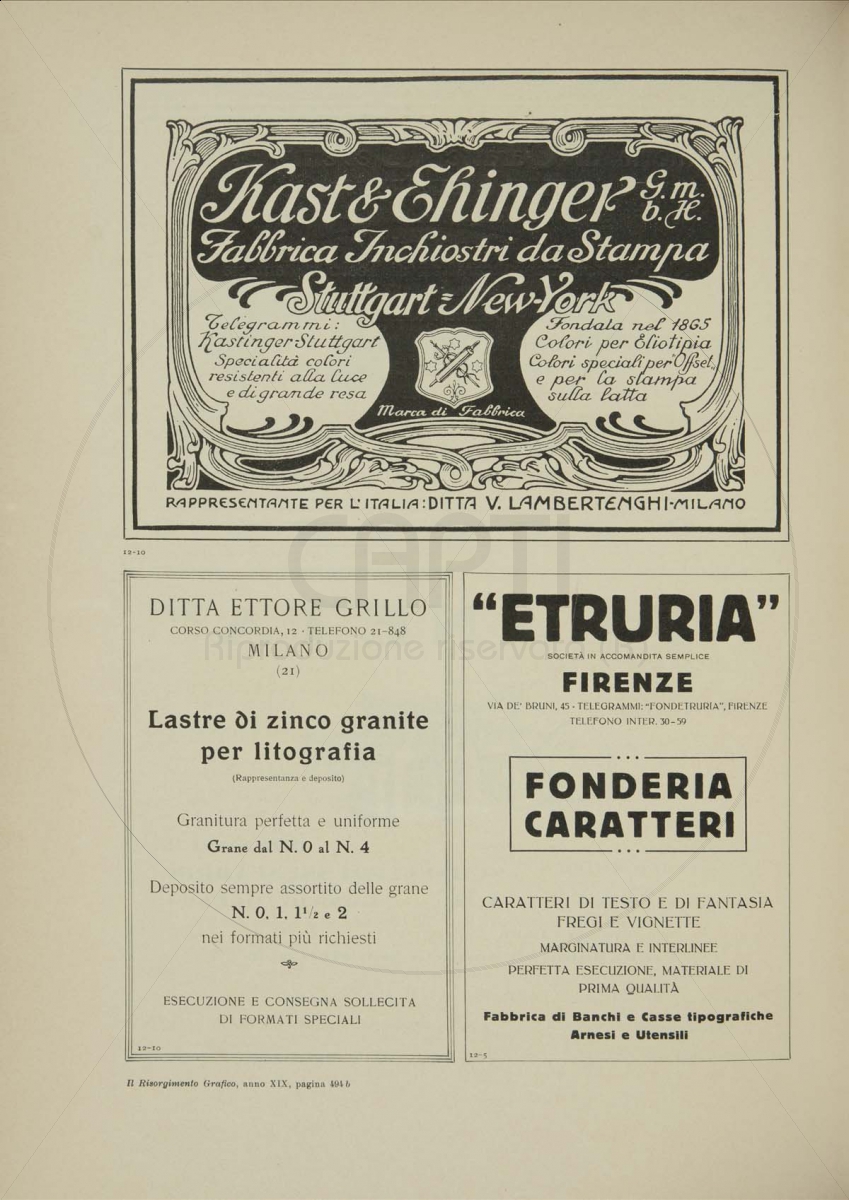 Kast & Ehinger G.m.b.H.
Fabbrica Inchiostri da Stampa
Stuttgart = New-York
Telegrammi:
Kastinger Stuttgart
Specialità colori
resistenti alla luce
e di grande resa
Fondata nel 1865
Colori per Eliotipia
Colori speciali per Offset,
e per la stampa
sulla latta
Marca di Fabbrica
RAPPRESENTANTE PER L'ITALIA: DITTA V. LAMBERTENGHI-MILANO
12-10
DITTA ETTORE GRILLO
CORSO CONCORDIA, 12 - TELEFONO 21-848
MILANO
(21)
Lastre di zinco granite
per litografia
(Rappresentanza e deposito)
Granitura perfetta e uniforme
Grane dal N. 0 al N. 4
Deposito sempre assortito delle grane
N. 0, 1, 1 1/2 e 2
nei formati più richiesti
ESECUZIONE E CONSEGNA SOLLECITA
DI FORMATI SPECIALI
12-10
"ETRURIA"
SOCIETÀ IN ACCOMANDITA SEMPLICE
FIRENZE
VIA DE' BRUNI, 45 - TELEGRAMMI: "FONDETRURIA", FIRENZE
TELEFONO INTER. 30-59
FONDERIA
CARATTERI
CARATTERI DI TESTO E DI FANTASIA
FREGI E VIGNETTE
MARGINATURA E INTERLINEE
PERFETTA ESECUZIONE, MATERIALE DI
PRIMA QUALITÀ
Fabbrica di Banchi e Casse tipografiche
Arnesi e Utensili
12-5
Il Risorgimento Grafico, anno XIX, pagina 494 b
CAPTI
Riproduzione riservata